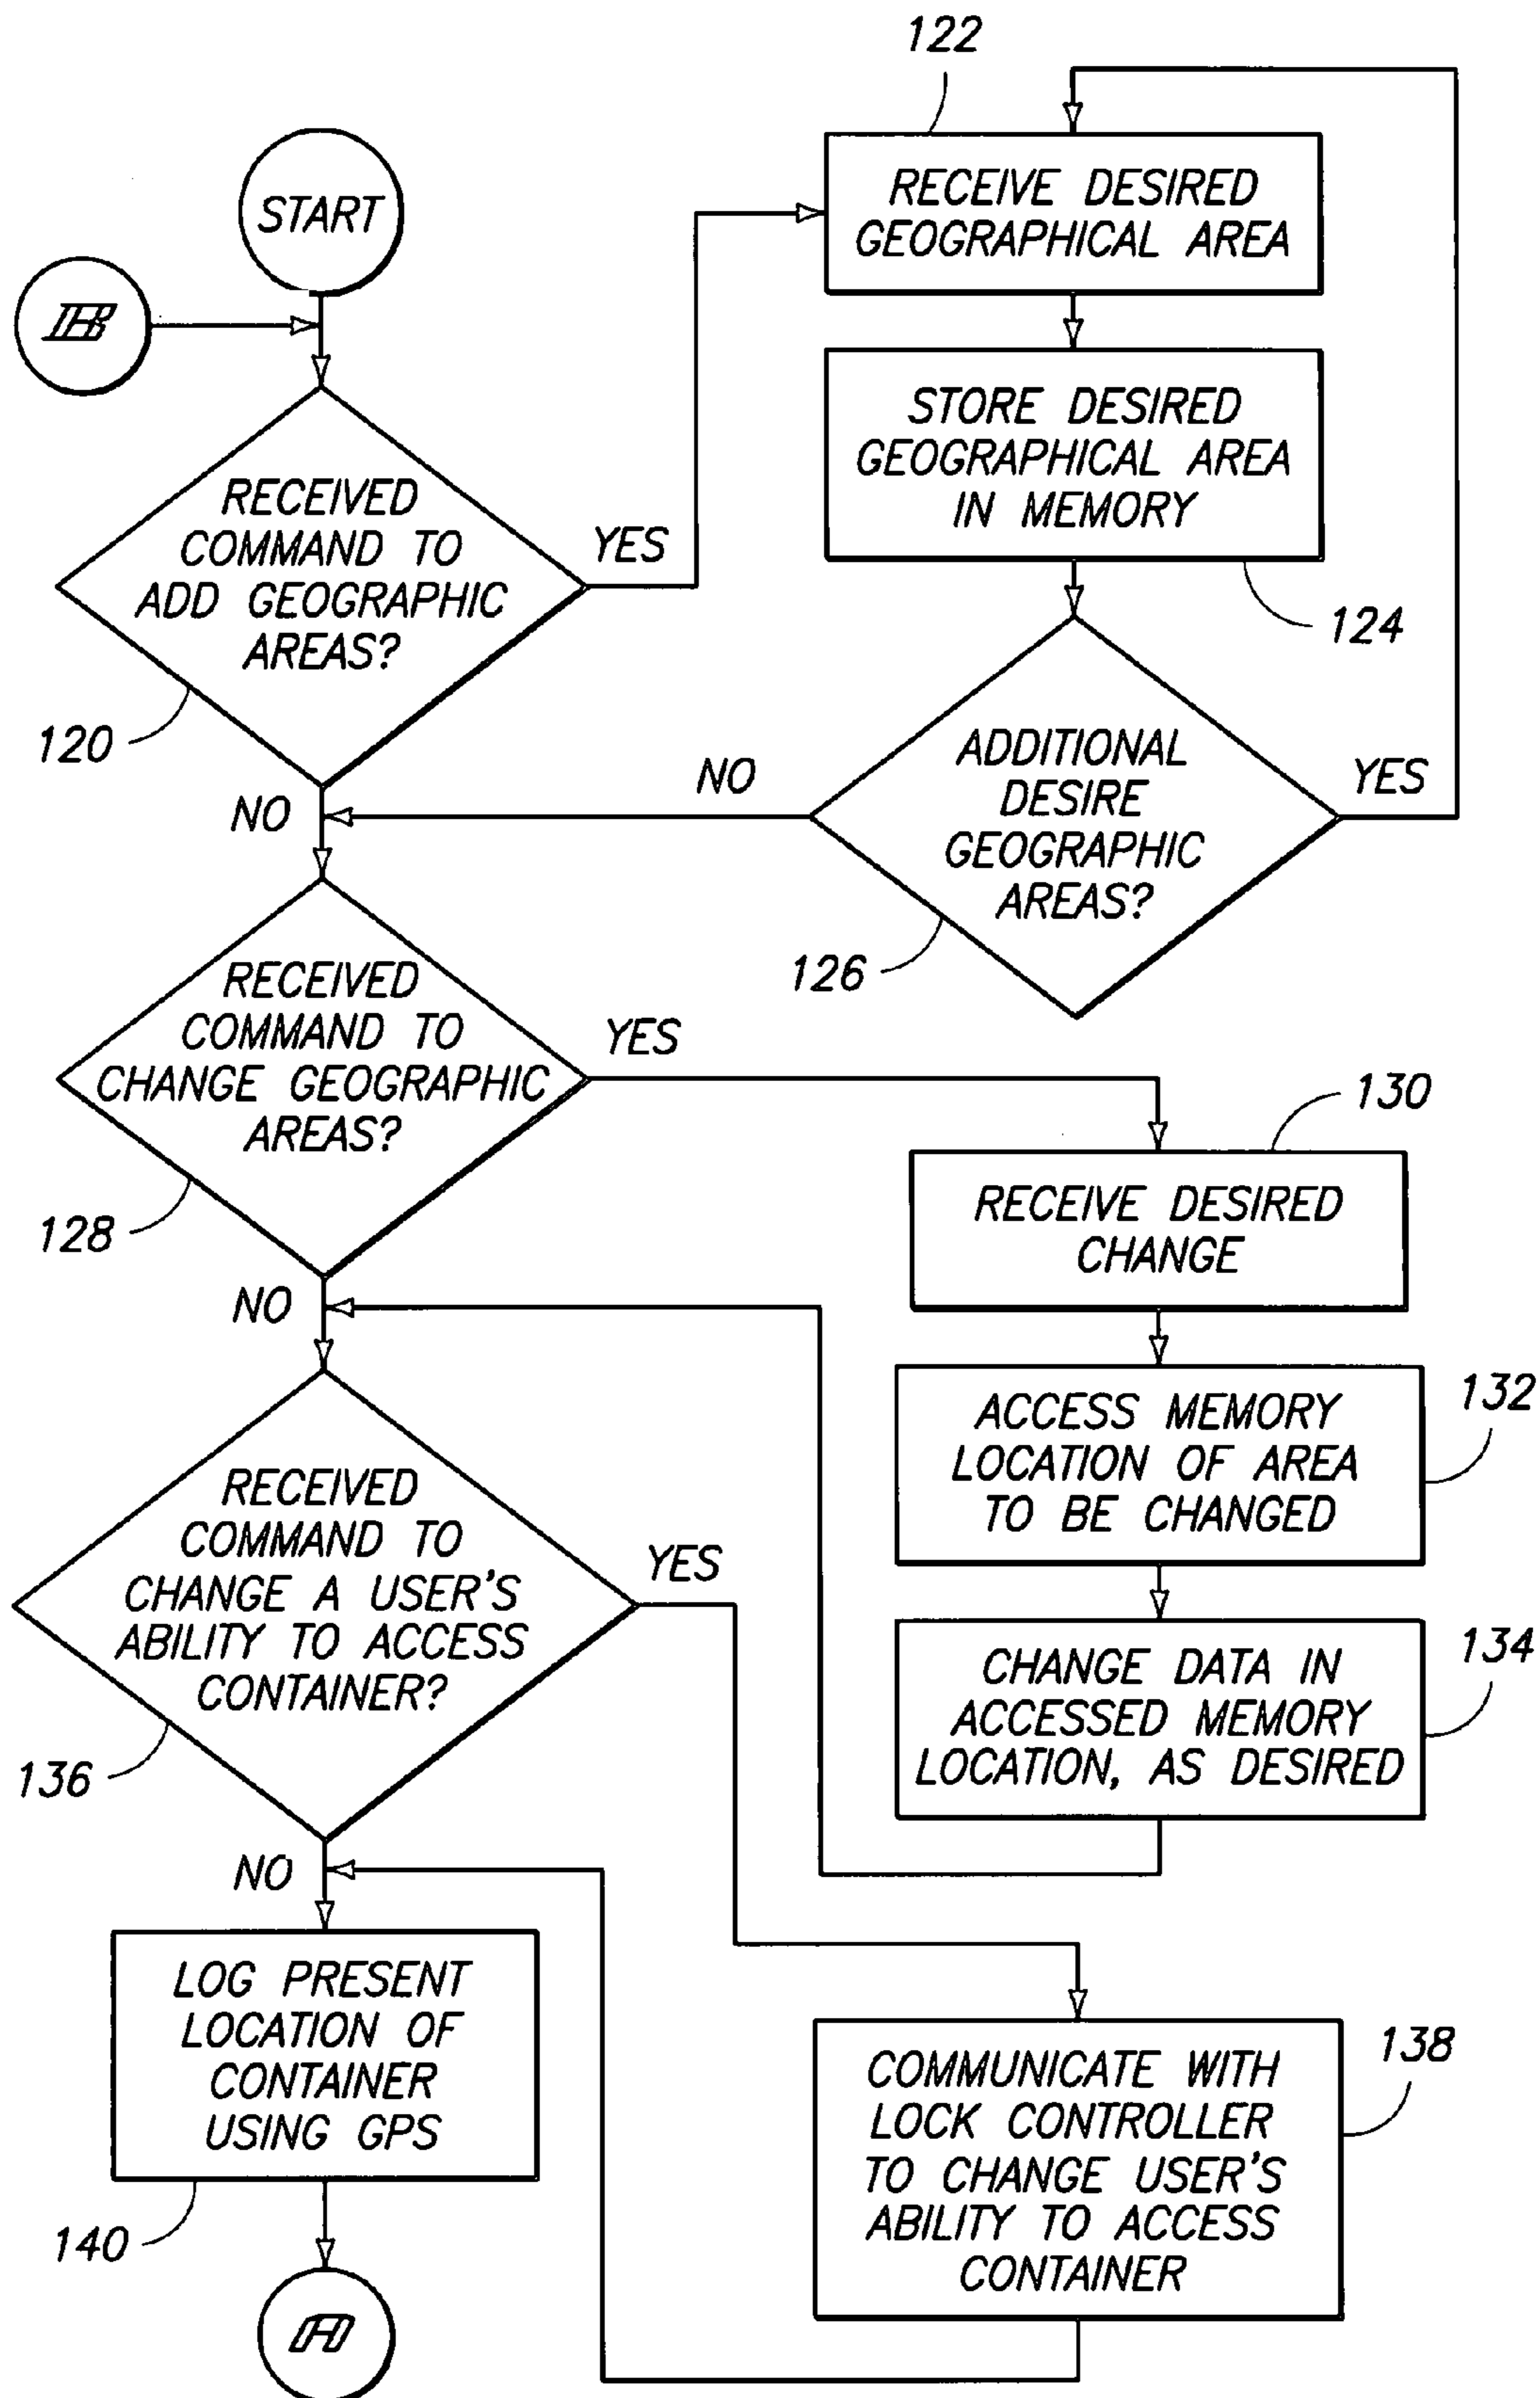 122
START
B
RECEIVE DESIRED
GEOGRAPHICAL AREA
STORE DESIRED
GEOGRAPHICAL AREA
IN MEMORY
124
RECEIVED
COMMAND TO
ADD GEOGRAPHIC
AREAS?
YES
120
NO
ADDITIONAL
DESIRE
GEOGRAPHIC
AREAS?
NO
YES
126
RECEIVED
COMMAND TO
CHANGE GEOGRAPHIC
AREAS?
YES
128
NO
130
RECEIVE DESIRED
CHANGE
ACCESS MEMORY
LOCATION OF AREA
TO BE CHANGED
132
CHANGE DATA IN
ACCESSED MEMORY
LOCATION, AS DESIRED
134
RECEIVED
COMMAND TO
CHANGE A USER'S
ABILITY TO ACCESS
CONTAINER?
YES
136
NO
LOG PRESENT
LOCATION OF
CONTAINER
USING GPS
140
COMMUNICATE WITH
LOCK CONTROLLER
TO CHANGE USER'S
ABILITY TO ACCESS
CONTAINER
138
A